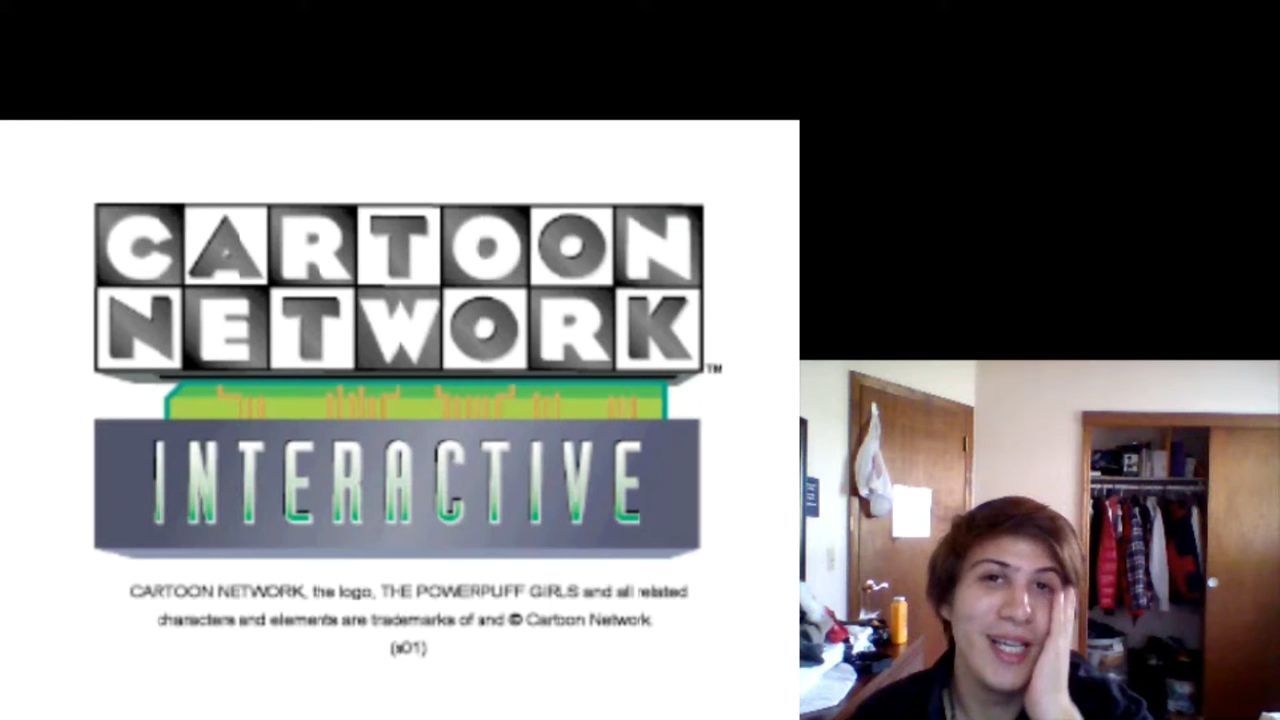 CARTOON
NETWORK
TM
INTERACTIVE
CARTOON NETWORK, the logo, THE POWERPUFF GIRLS and all related
characters and elements are trademarks of and © Cartoon Network.
(s01)